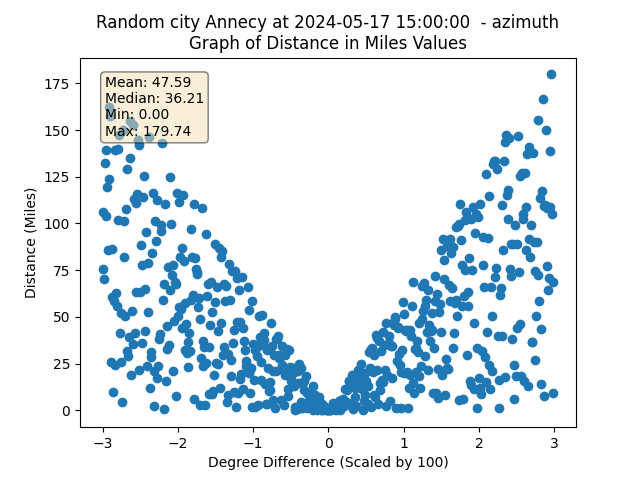 Random city Annecy at 2024-05-17 15:00:00  - azimuth
Graph of Distance in Miles Values
Mean: 47.59
Median: 36.21
Min: 0.00
Max: 179.74
175
150
125
100
75
50
25
0
Distance (Miles)
−3 −2 −1 0 1 2 3
Degree Difference (Scaled by 100)